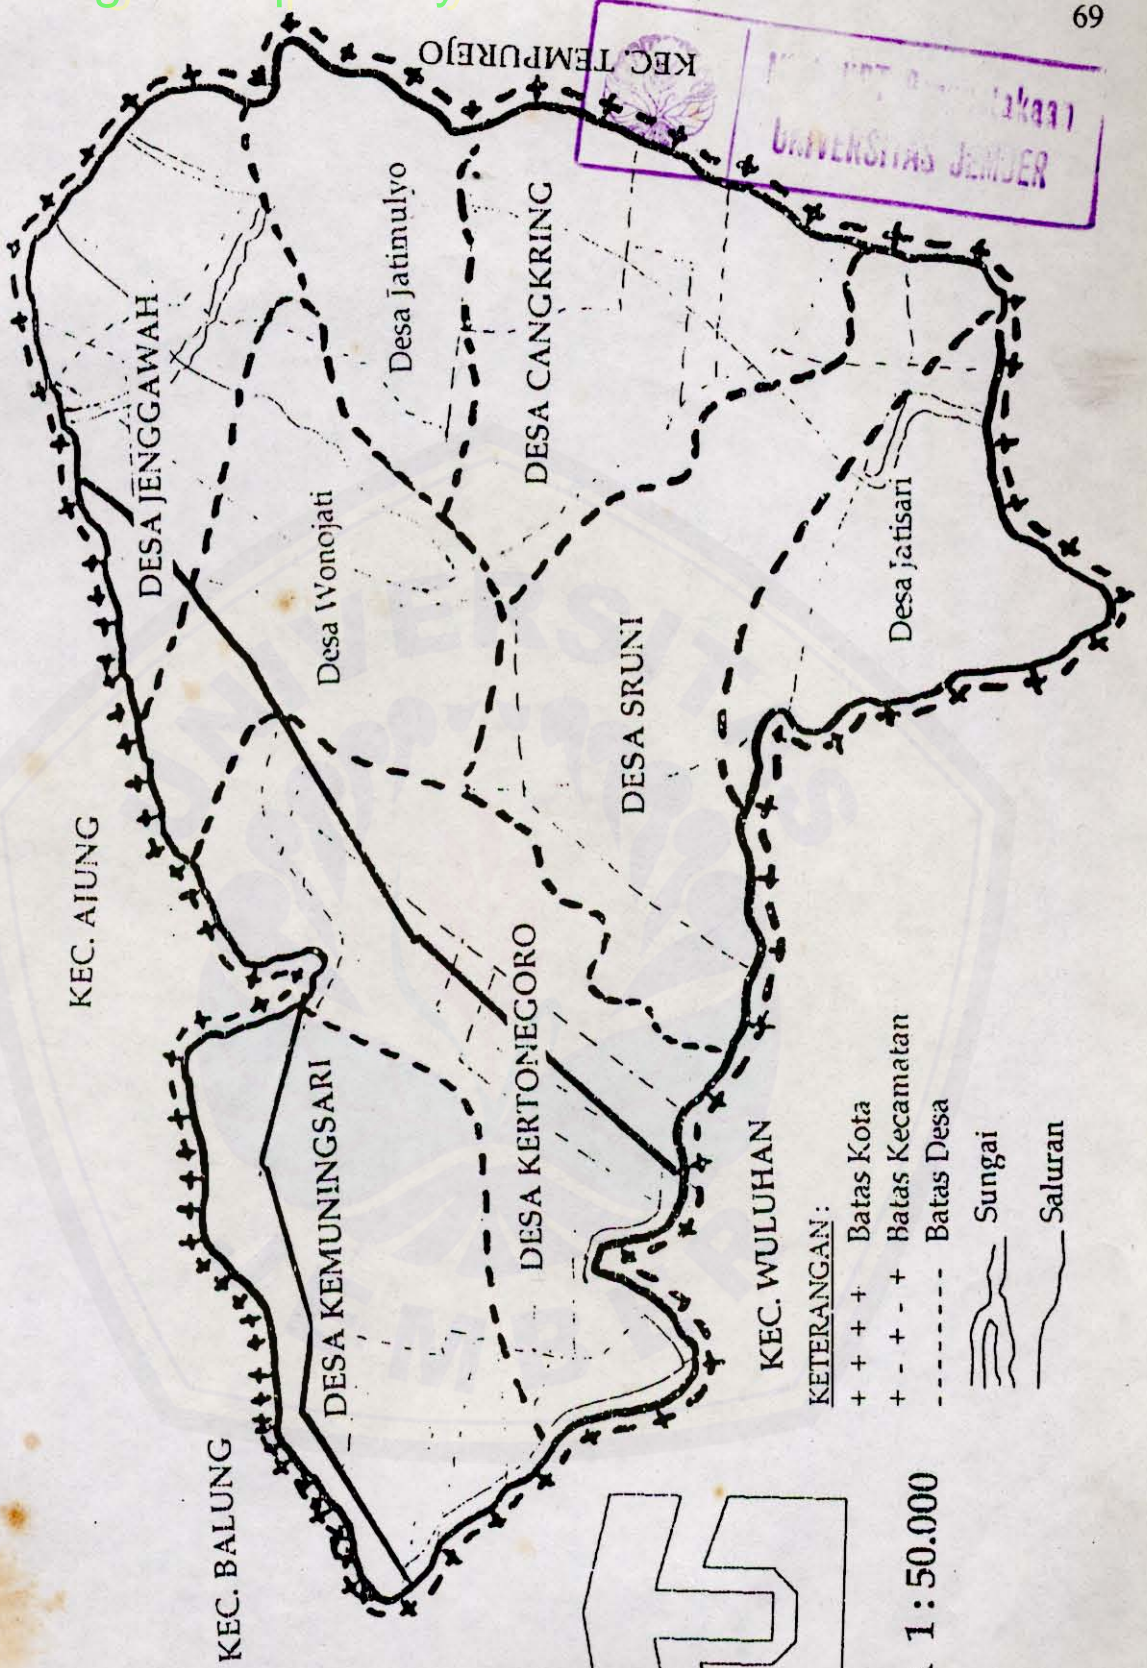 69
KEC. TEMPUREJO
UNIVERSITAS JEMBER
DESA JENGGAWAH
Desa Jatimulyo
DESA CANGKRING
Desa Wonojati
Desa Jatisari
DESA SRUNI
KEC. AJUNG
DESA KERTONEGORO
DESA KEMUNINGSARI
KEC. BALUNG
KEC. WULUHAN
KETERANGAN :
+ + + + Batas Kota
+ - + - + Batas Kecamatan
-------- Batas Desa
Sungai
Saluran
1 : 50.000